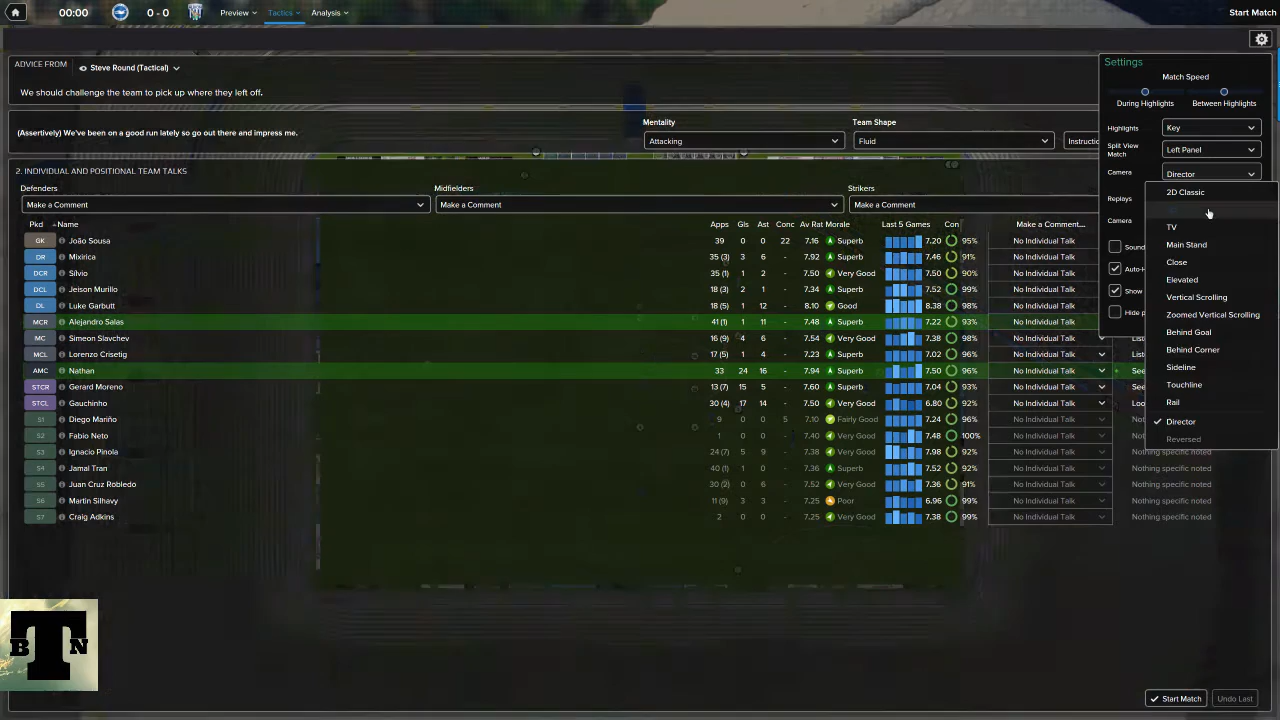 00:00 0 - 0 Preview Tactics Analysis Start Match
ADVICE FROM Steve Round (Tactical)
We should challenge the team to pick up where they left off.
(Assertively) We've been on a good run lately so go out there and impress me.
Mentality Team Shape
Attacking Fluid Instructio
2. INDIVIDUAL AND POSITIONAL TEAM TALKS
Defenders Midfielders Strikers
Make a Comment Make a Comment Make a Comment
Pkd Name Apps Gls Ast Conc Av Rat Morale Last 5 Games Con Make a Comment...
GK João Sousa 39 0 0 22 7.16 Superb 7.20 95% No Individual Talk
DR Mixirica 35 (3) 3 6 - 7.92 Superb 7.46 91% No Individual Talk
DCR Sílvio 35 (1) 1 2 - 7.50 Very Good 7.50 90% No Individual Talk
DCL Jeison Murillo 18 (3) 2 1 - 7.34 Superb 7.52 99% No Individual Talk
DL Luke Garbutt 18 (5) 1 12 - 8.10 Good 8.38 98% No Individual Talk
MCR Alejandro Salas 41 (1) 1 11 - 7.48 Superb 7.22 93% No Individual Talk
MC Simeon Slavchev 16 (9) 4 6 - 7.54 Very Good 7.38 98% No Individual Talk List
MCL Lorenzo Crisetig 17 (5) 1 4 - 7.23 Superb 7.02 96% No Individual Talk List
AMC Nathan 33 24 16 - 7.94 Superb 7.50 96% No Individual Talk See
STCR Gerard Moreno 13 (7) 15 5 - 7.60 Superb 7.04 93% No Individual Talk See
STCL Gauchinho 30 (4) 17 14 - 7.50 Very Good 6.80 92% No Individual Talk Loo
S1 Diego Mariño 9 0 0 5 7.10 Fairly Good 7.24 96% No Individual Talk
S2 Fabio Neto 1 0 0 - 7.40 Very Good 7.48 100% No Individual Talk
S3 Ignacio Pinola 24 (7) 5 9 - 7.38 Very Good 7.98 92% No Individual Talk Nothing specific noted
S4 Jamal Tran 40 (1) 1 0 - 7.36 Superb 7.52 92% No Individual Talk Nothing specific noted
S5 Juan Cruz Robledo 30 (2) 0 6 - 7.52 Very Good 7.36 91% No Individual Talk Nothing specific noted
S6 Martin Silhavy 11 (9) 3 3 - 7.25 Poor 6.96 99% No Individual Talk Nothing specific noted
S7 Craig Adkins 2 0 0 - 7.25 Very Good 7.38 99% No Individual Talk Nothing specific noted
Settings
Match Speed
During Highlights Between Highlights
Highlights Key
Split View Match Left Panel
Camera Director
Replays
Camera
Sound
Auto-H
Show
Hide p
2D Classic
TV
Main Stand
Close
Elevated
Vertical Scrolling
Zoomed Vertical Scrolling
Behind Goal
Behind Corner
Sideline
Touchline
Rail
Director
Reversed
BTN
Start Match Undo Last